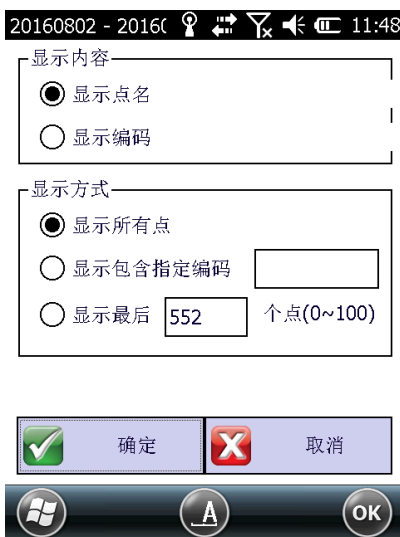 20160802 - 2016( 11:48
显示内容
显示点名
显示编码
显示方式
显示所有点
显示包含指定编码
显示最后 552 个点(0~100)
确定 取消
A OK